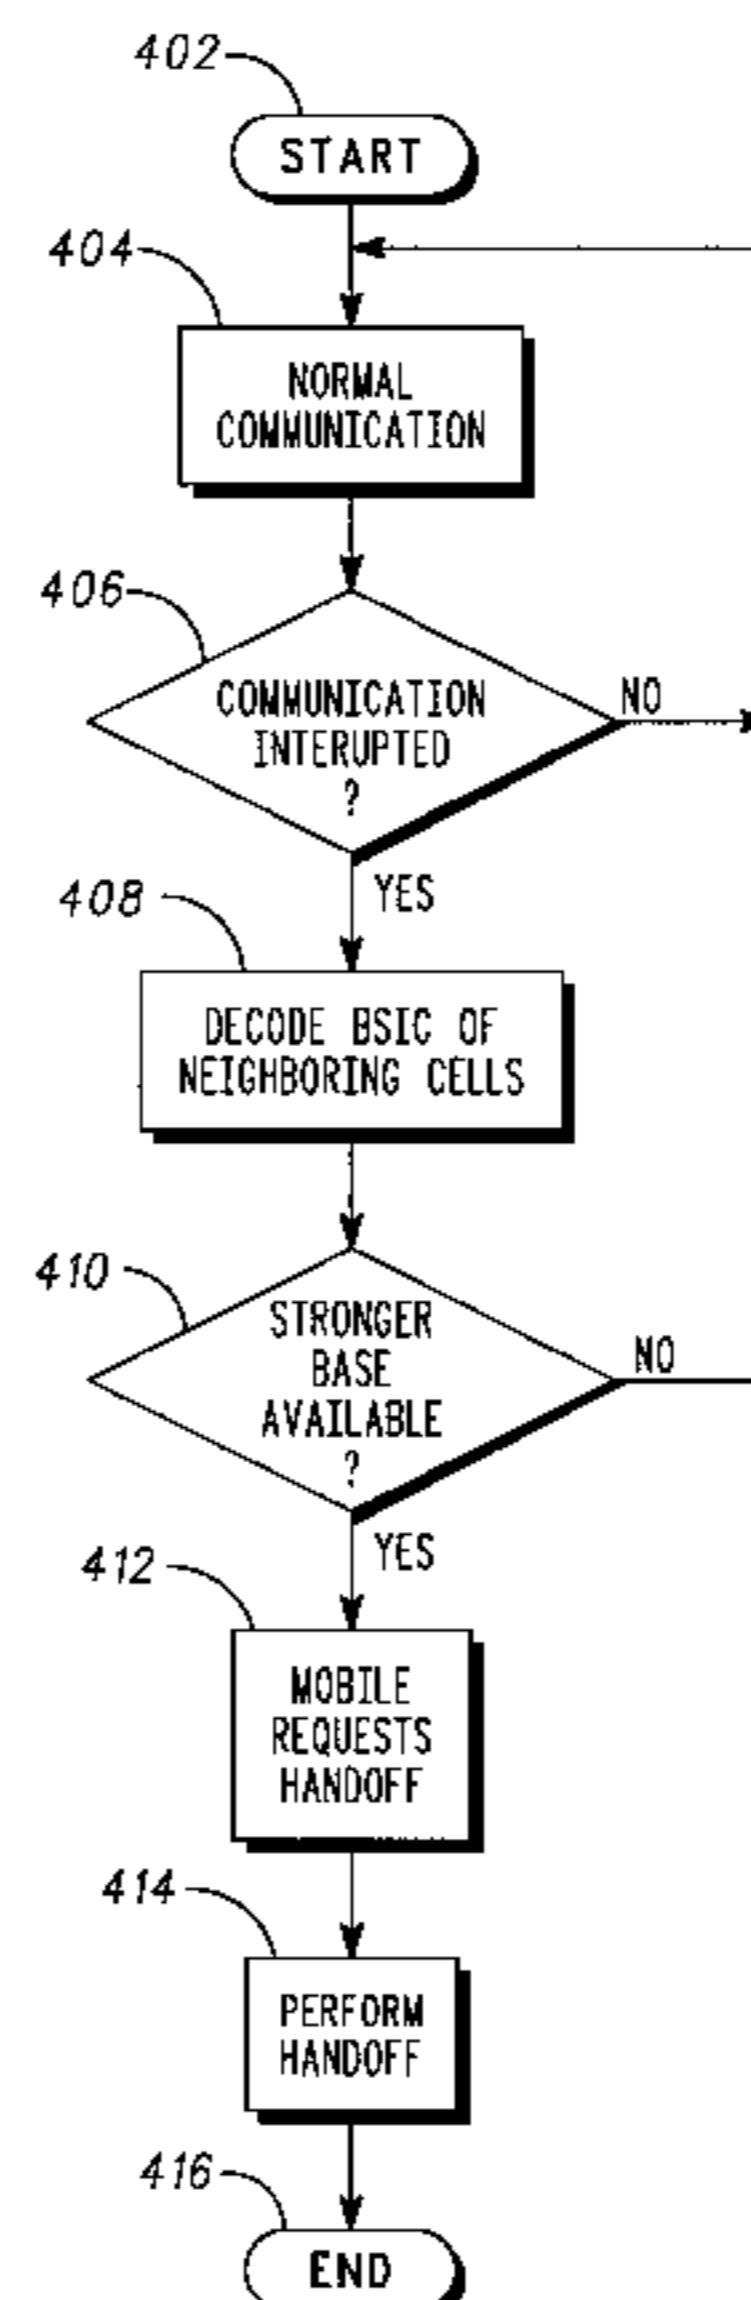 402
START
404
NORMAL
COMMUNICATION
406
COMMUNICATION
INTERUPTED
?
NO
YES
408
DECODE BSIC OF
NEIGHBORING CELLS
410
STRONGER
BASE
AVAILABLE
?
NO
YES
412
MOBILE
REQUESTS
HANDOFF
414
PERFORM
HANDOFF
416
END